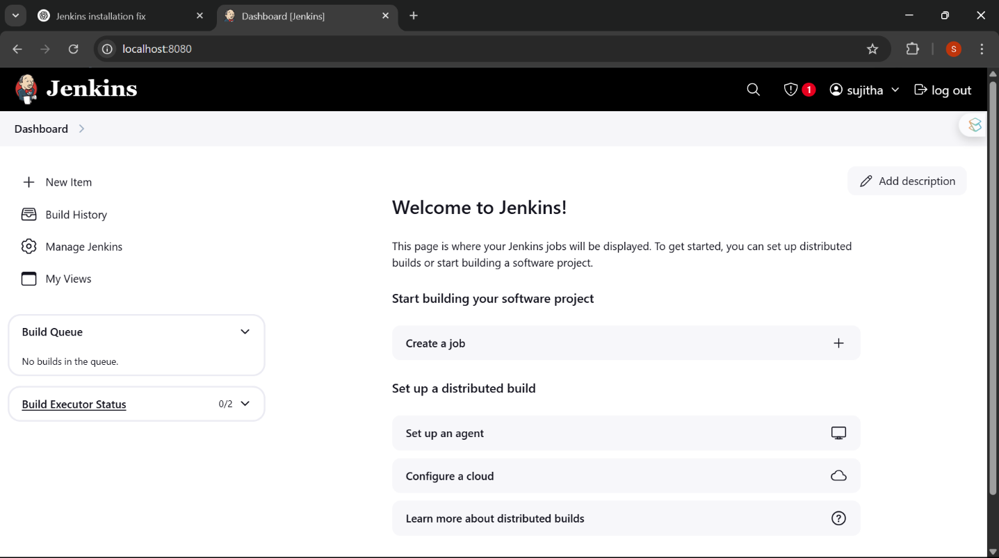 Jenkins installation fix
Dashboard [Jenkins]
localhost:8080
S
Jenkins
1
sujitha
log out
Dashboard
New Item
Build History
Manage Jenkins
My Views
Build Queue
No builds in the queue.
Build Executor Status
0/2
Add description
Welcome to Jenkins!
This page is where your Jenkins jobs will be displayed. To get started, you can set up distributed
builds or start building a software project.
Start building your software project
Create a job
Set up a distributed build
Set up an agent
Configure a cloud
Learn more about distributed builds